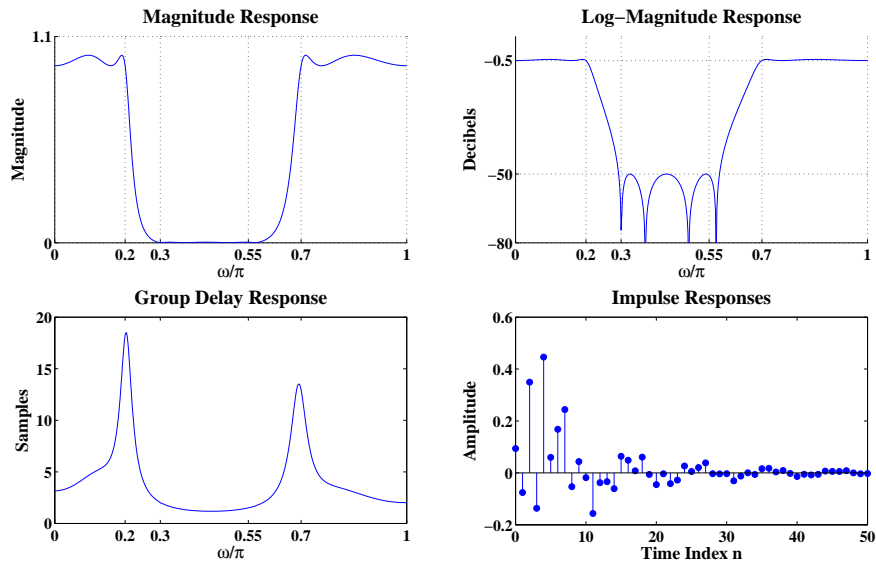 Magnitude Response
1.1
0
Magnitude
0 0.2 0.3 0.55 0.7 1
ω/π
Log−Magnitude Response
−0.5
−50
−80
Decibels
0 0.3 0.2 0.55 0.7 1
ω/π
Group Delay Response
20
15
10
5
0
Samples
0 0.2 0.3 0.55 0.7 1
ω/π
Impulse Responses
0.6
0.4
0.2
0
−0.2
Amplitude
0 10 20 30 40 50
Time Index n